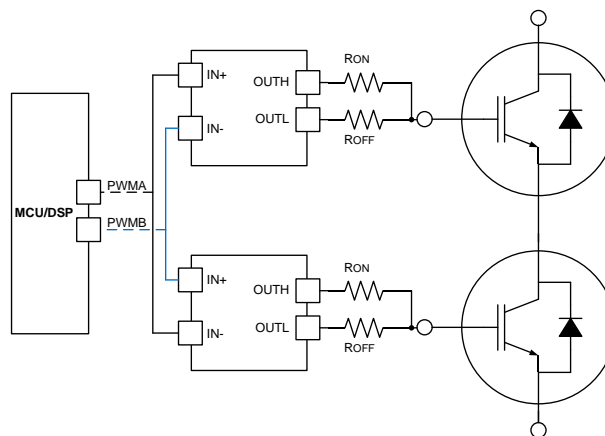 RON
IN+
OUTH
OUTL
IN-
ROFF
PWMA
MCU/DSP
PWMB
RON
IN+
OUTH
OUTL
IN-
ROFF